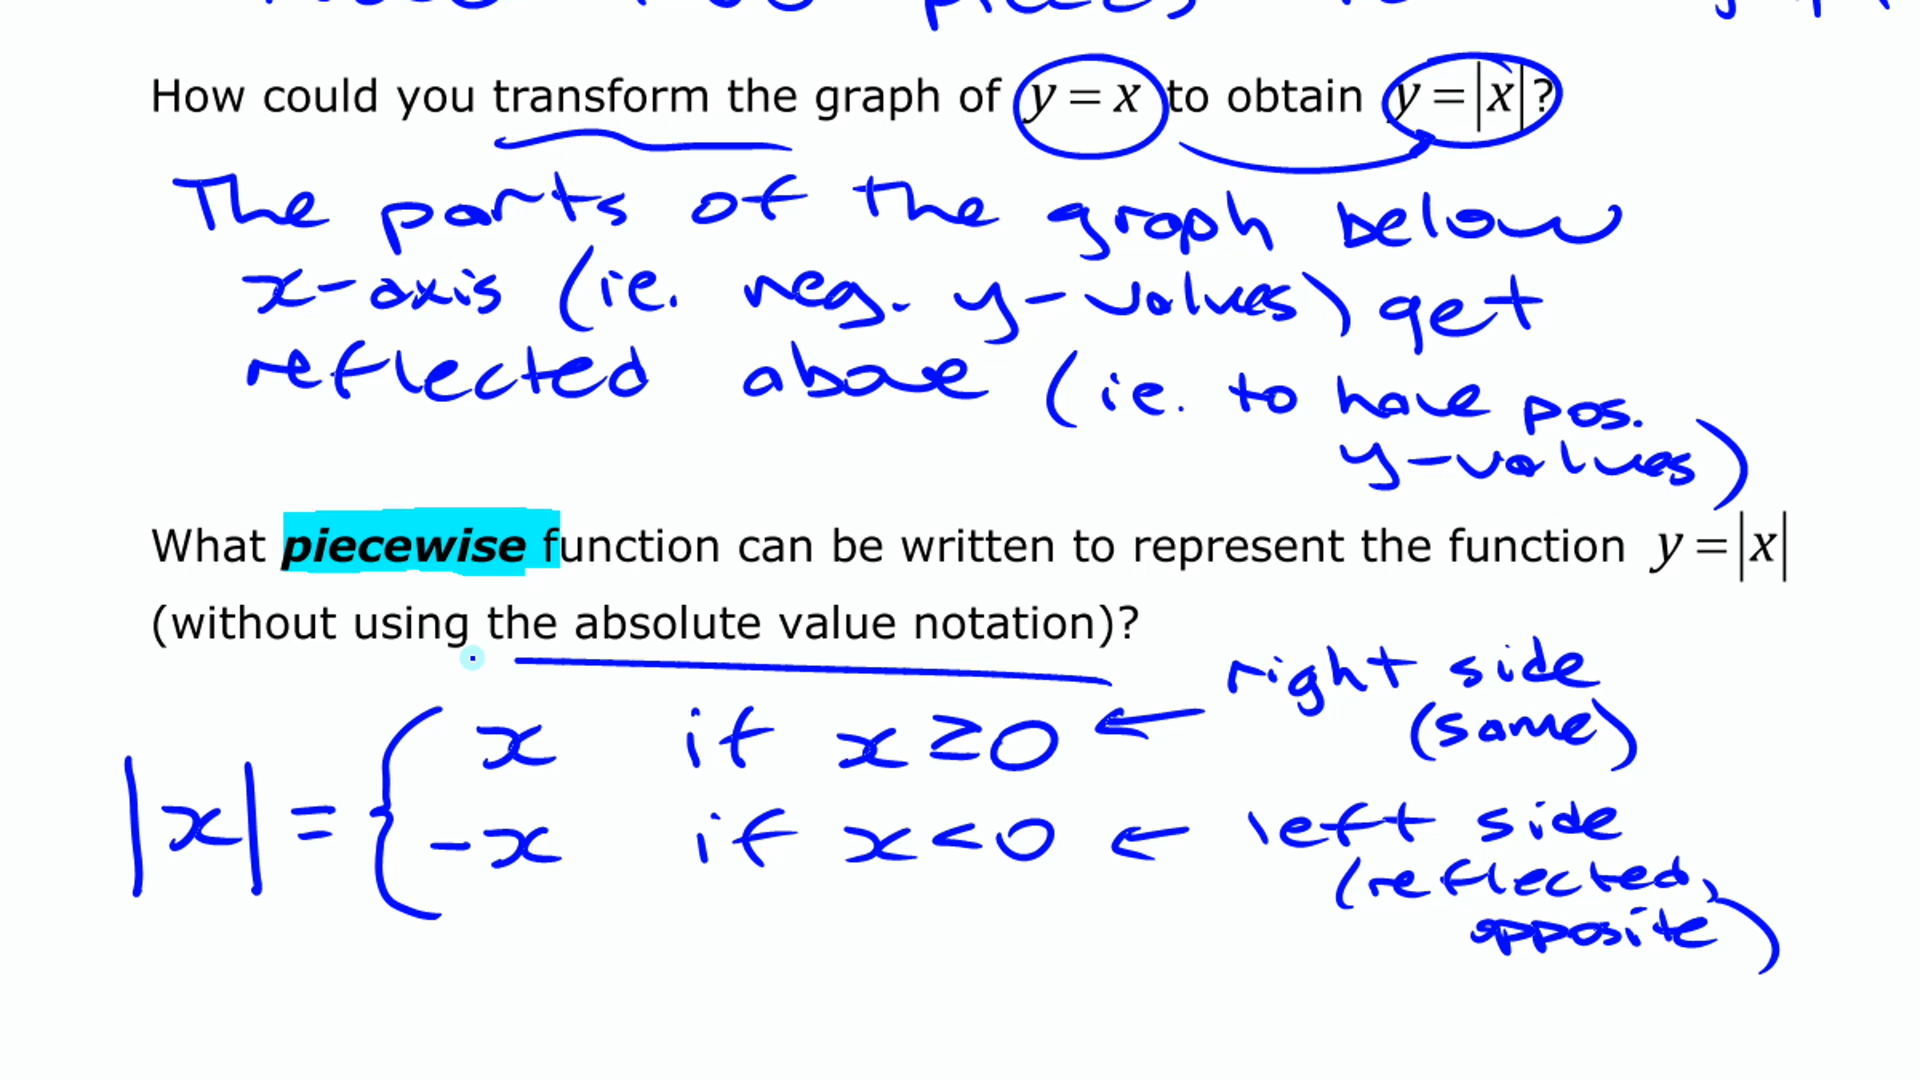 How could you transform the graph of y = x to obtain y = |x|?
The parts of the graph below
x-axis (ie. neg. y-values) get
reflected above (ie. to have pos.
y-values)
What piecewise function can be written to represent the function y = |x|
(without using the absolute value notation)?
right side
(same)
|x| = { x if x ≥ 0 ←
-x if x < 0 ← left side
(reflected,
opposite)